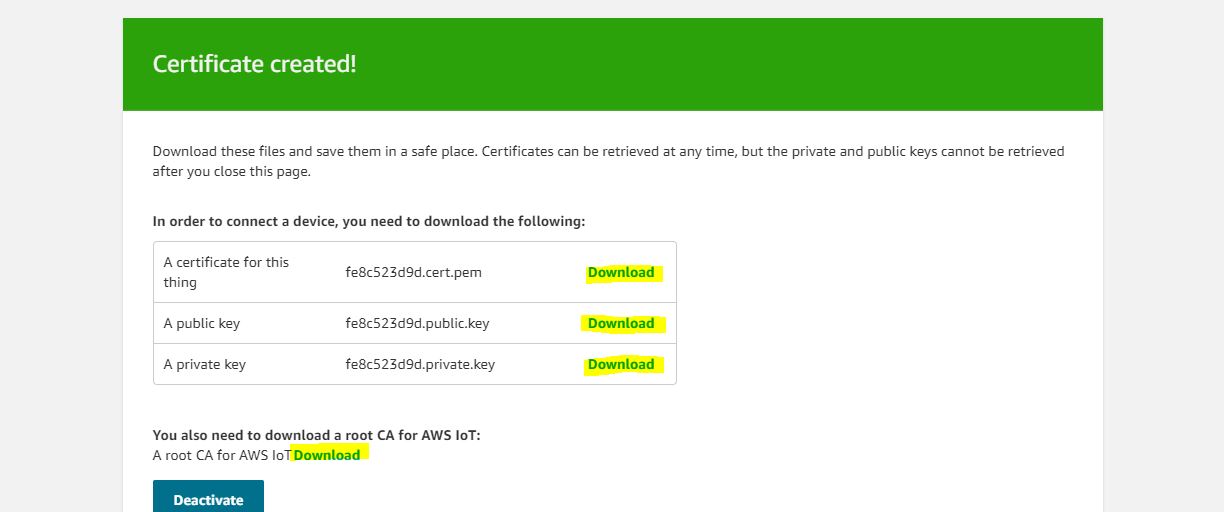 Certificate created!
Download these files and save them in a safe place. Certificates can be retrieved at any time, but the private and public keys cannot be retrieved
after you close this page.
In order to connect a device, you need to download the following:
A certificate for this
thing
fe8c523d9d.cert.pem
Download
A public key
fe8c523d9d.public.key
Download
A private key
fe8c523d9d.private.key
Download
You also need to download a root CA for AWS IoT:
A root CA for AWS IoT Download
Deactivate